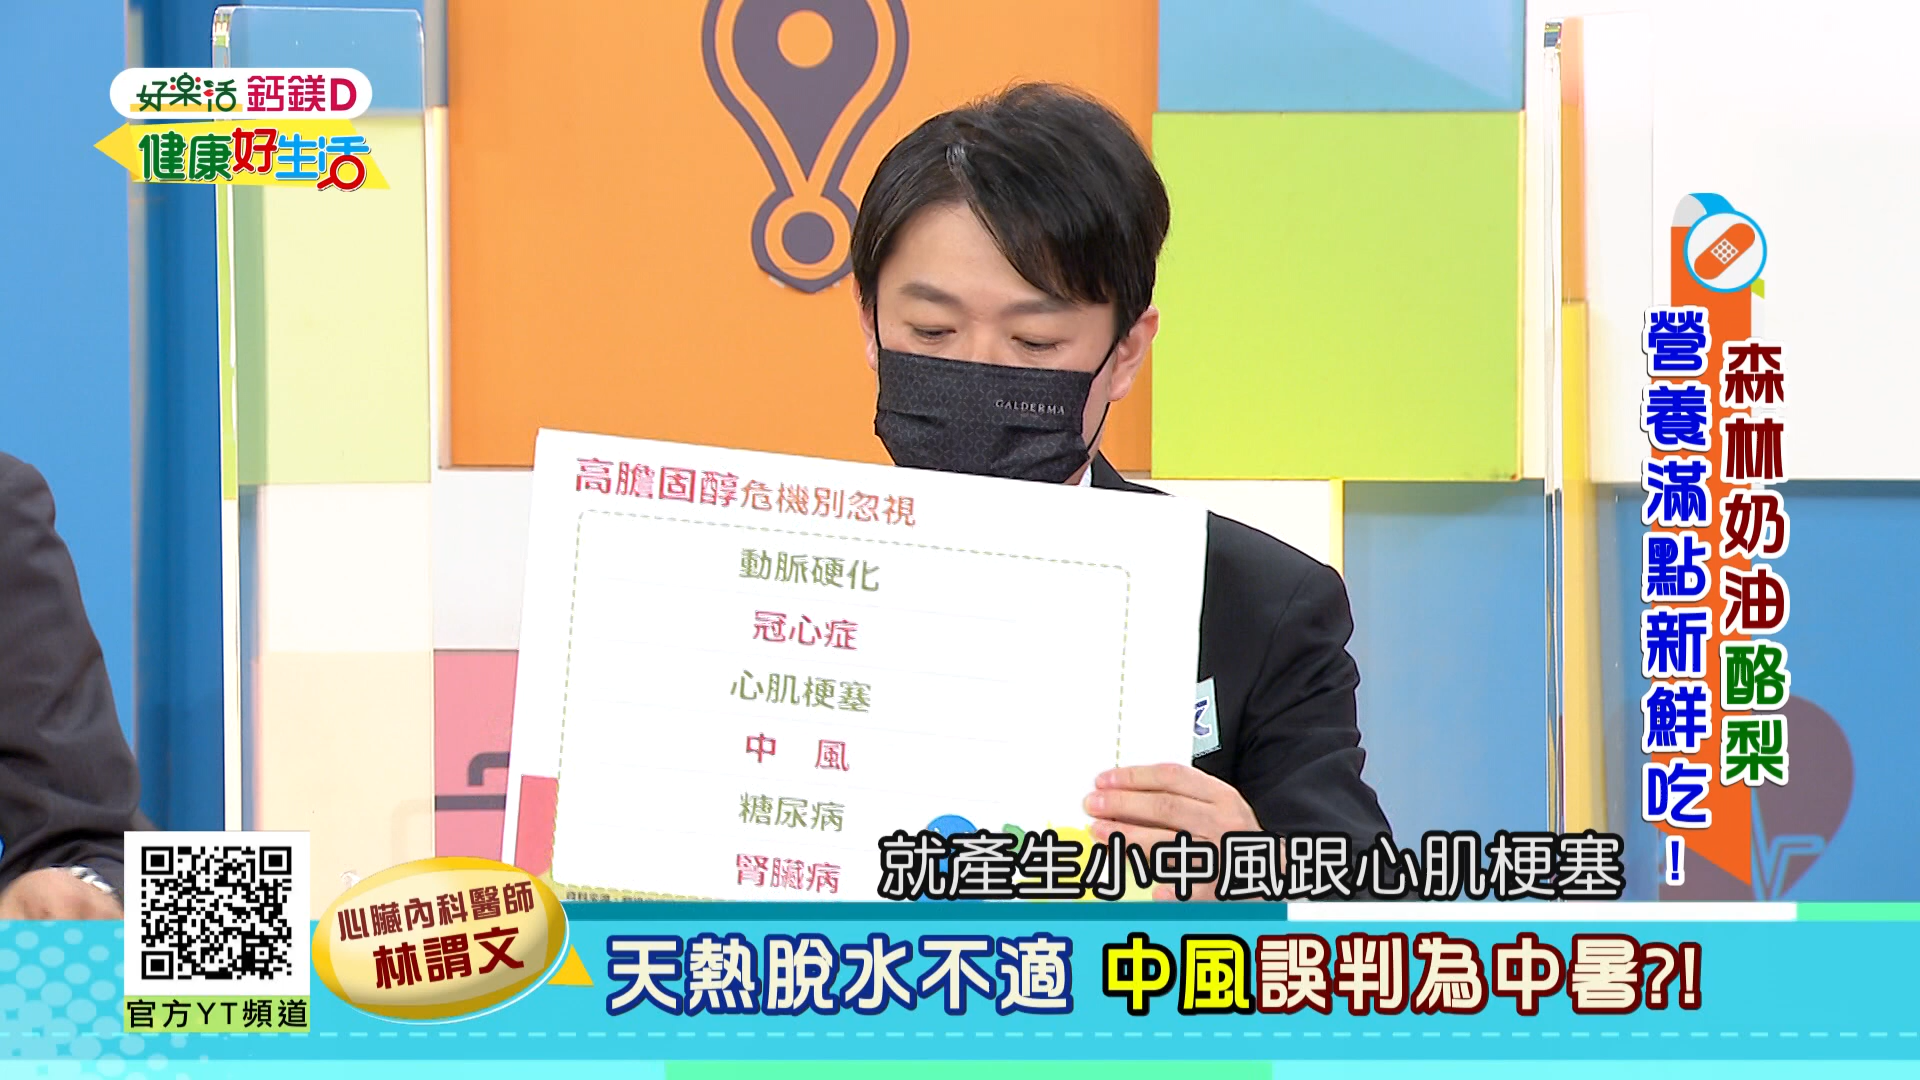 好樂活 鈣鎂D
健康好生活
森林奶油酪梨
營養滿點新鮮吃!
GALDERMA
高膽固醇危機別忽視
動脈硬化
冠心症
心肌梗塞
中 風
糖尿病
腎臟病
文
就產生小中風跟心肌梗塞
心臟內科醫師
林謂文
天熱脫水不適 中風誤判為中暑?!
官方YT頻道